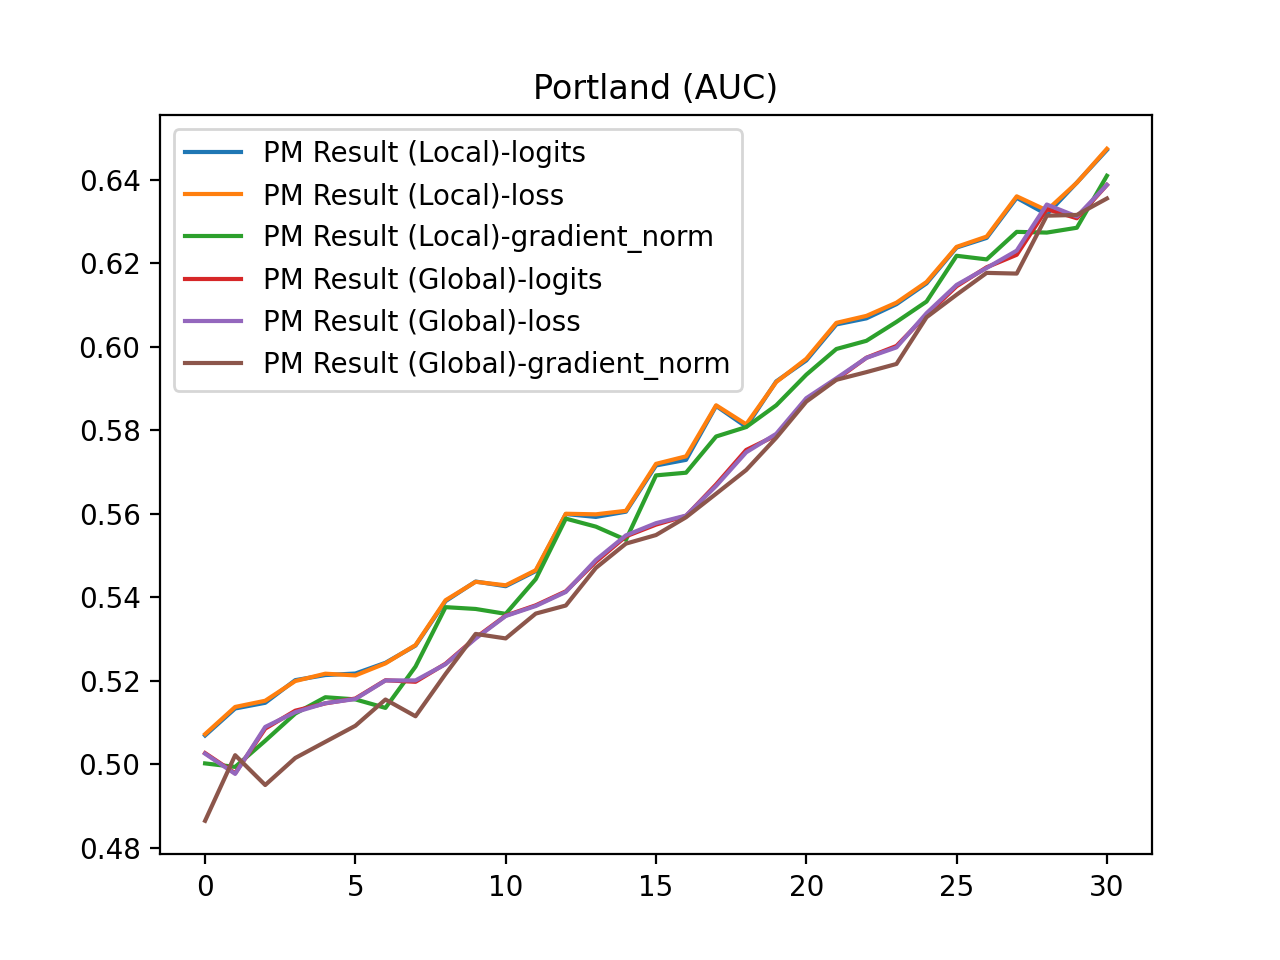 Portland (AUC)
PM Result (Local)-logits
PM Result (Local)-loss
PM Result (Local)-gradient_norm
PM Result (Global)-logits
PM Result (Global)-loss
PM Result (Global)-gradient_norm
0.64
0.62
0.60
0.58
0.56
0.54
0.52
0.50
0.48
0 5 10 15 20 25 30